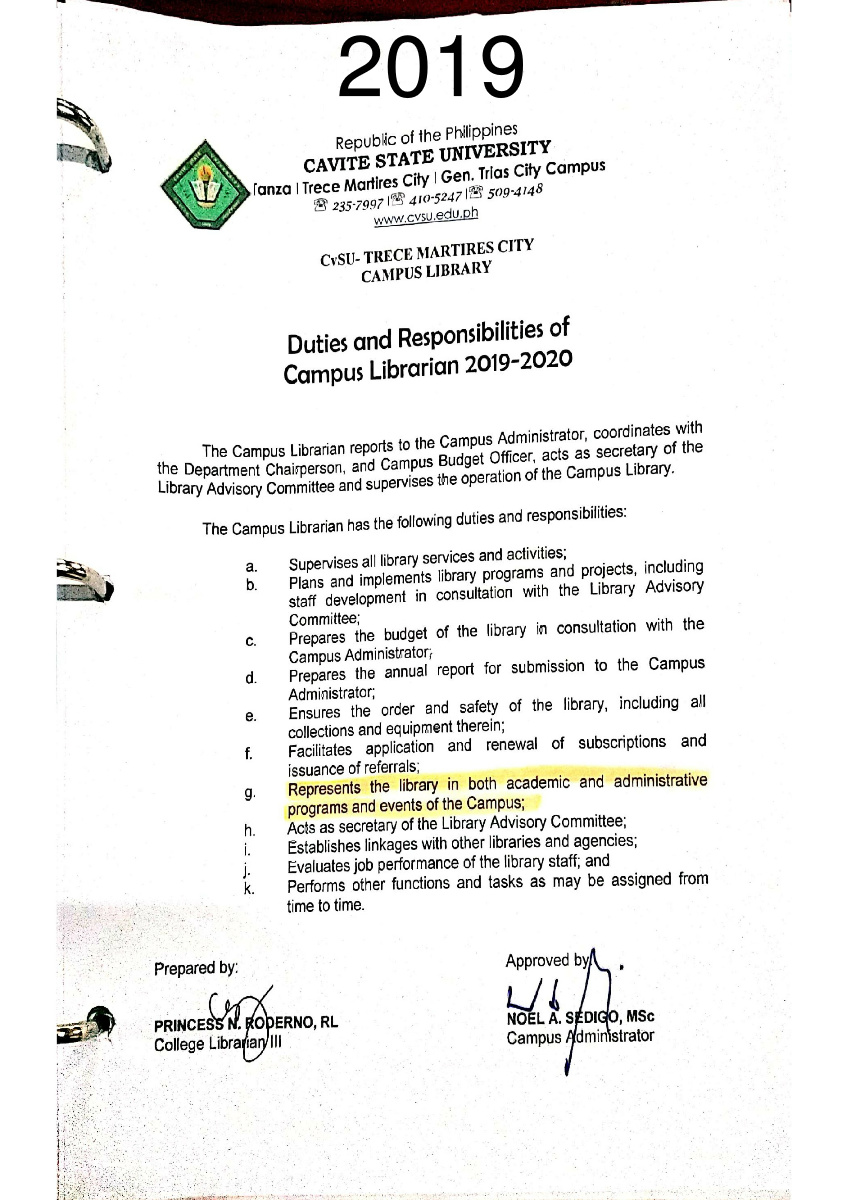 2019
Republic of the Philippines
CAVITE STATE UNIVERSITY
Tanza | Trece Martires City | Gen. Trias City Campus
☏ 235-7997 |☏ 410-5247 |☏ 509-4148
www.cvsu.edu.ph
CvSU- TRECE MARTIRES CITY
CAMPUS LIBRARY
Duties and Responsibilities of
Campus Librarian 2019-2020
The Campus Librarian reports to the Campus Administrator, coordinates with
the Department Chairperson, and Campus Budget Officer, acts as secretary of the
Library Advisory Committee and supervises the operation of the Campus Library.
The Campus Librarian has the following duties and responsibilities:
a. Supervises all library services and activities;
b. Plans and implements library programs and projects, including
staff development in consultation with the Library Advisory
Committee;
c. Prepares the budget of the library in consultation with the
Campus Administrator;
d. Prepares the annual report for submission to the Campus
Administrator;
e. Ensures the order and safety of the library, including all
collections and equipment therein;
f. Facilitates application and renewal of subscriptions and
issuance of referrals;
g. Represents the library in both academic and administrative
programs and events of the Campus;
h. Acts as secretary of the Library Advisory Committee;
i. Establishes linkages with other libraries and agencies;
j. Evaluates job performance of the library staff; and
k. Performs other functions and tasks as may be assigned from
time to time.
Prepared by:
PRINCESS N. RODERNO, RL
College Librarian III
Approved by
NOEL A. SEDIGO, MSc
Campus Administrator